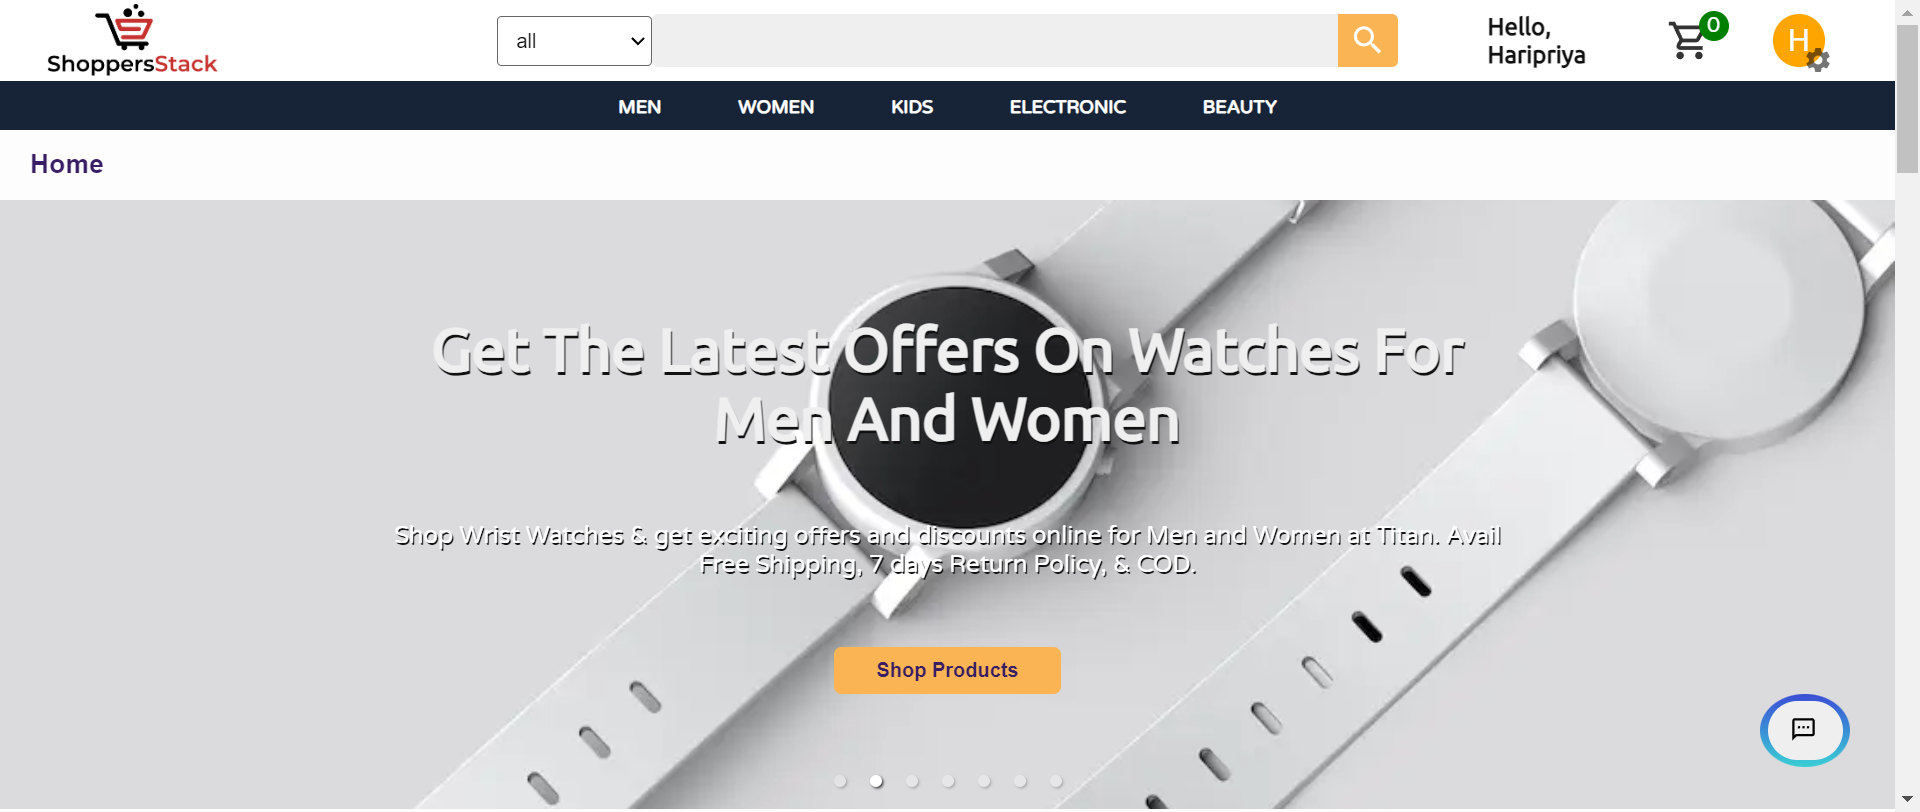 ShoppersStack
all
Hello,
Haripriya
0
H
MEN WOMEN KIDS ELECTRONIC BEAUTY
Home
Get The Latest Offers On Watches For
Men And Women
Shop Wrist Watches & get exciting offers and discounts online for Men and Women at Titan. Avail
Free Shipping, 7 days Return Policy, & COD.
Shop Products